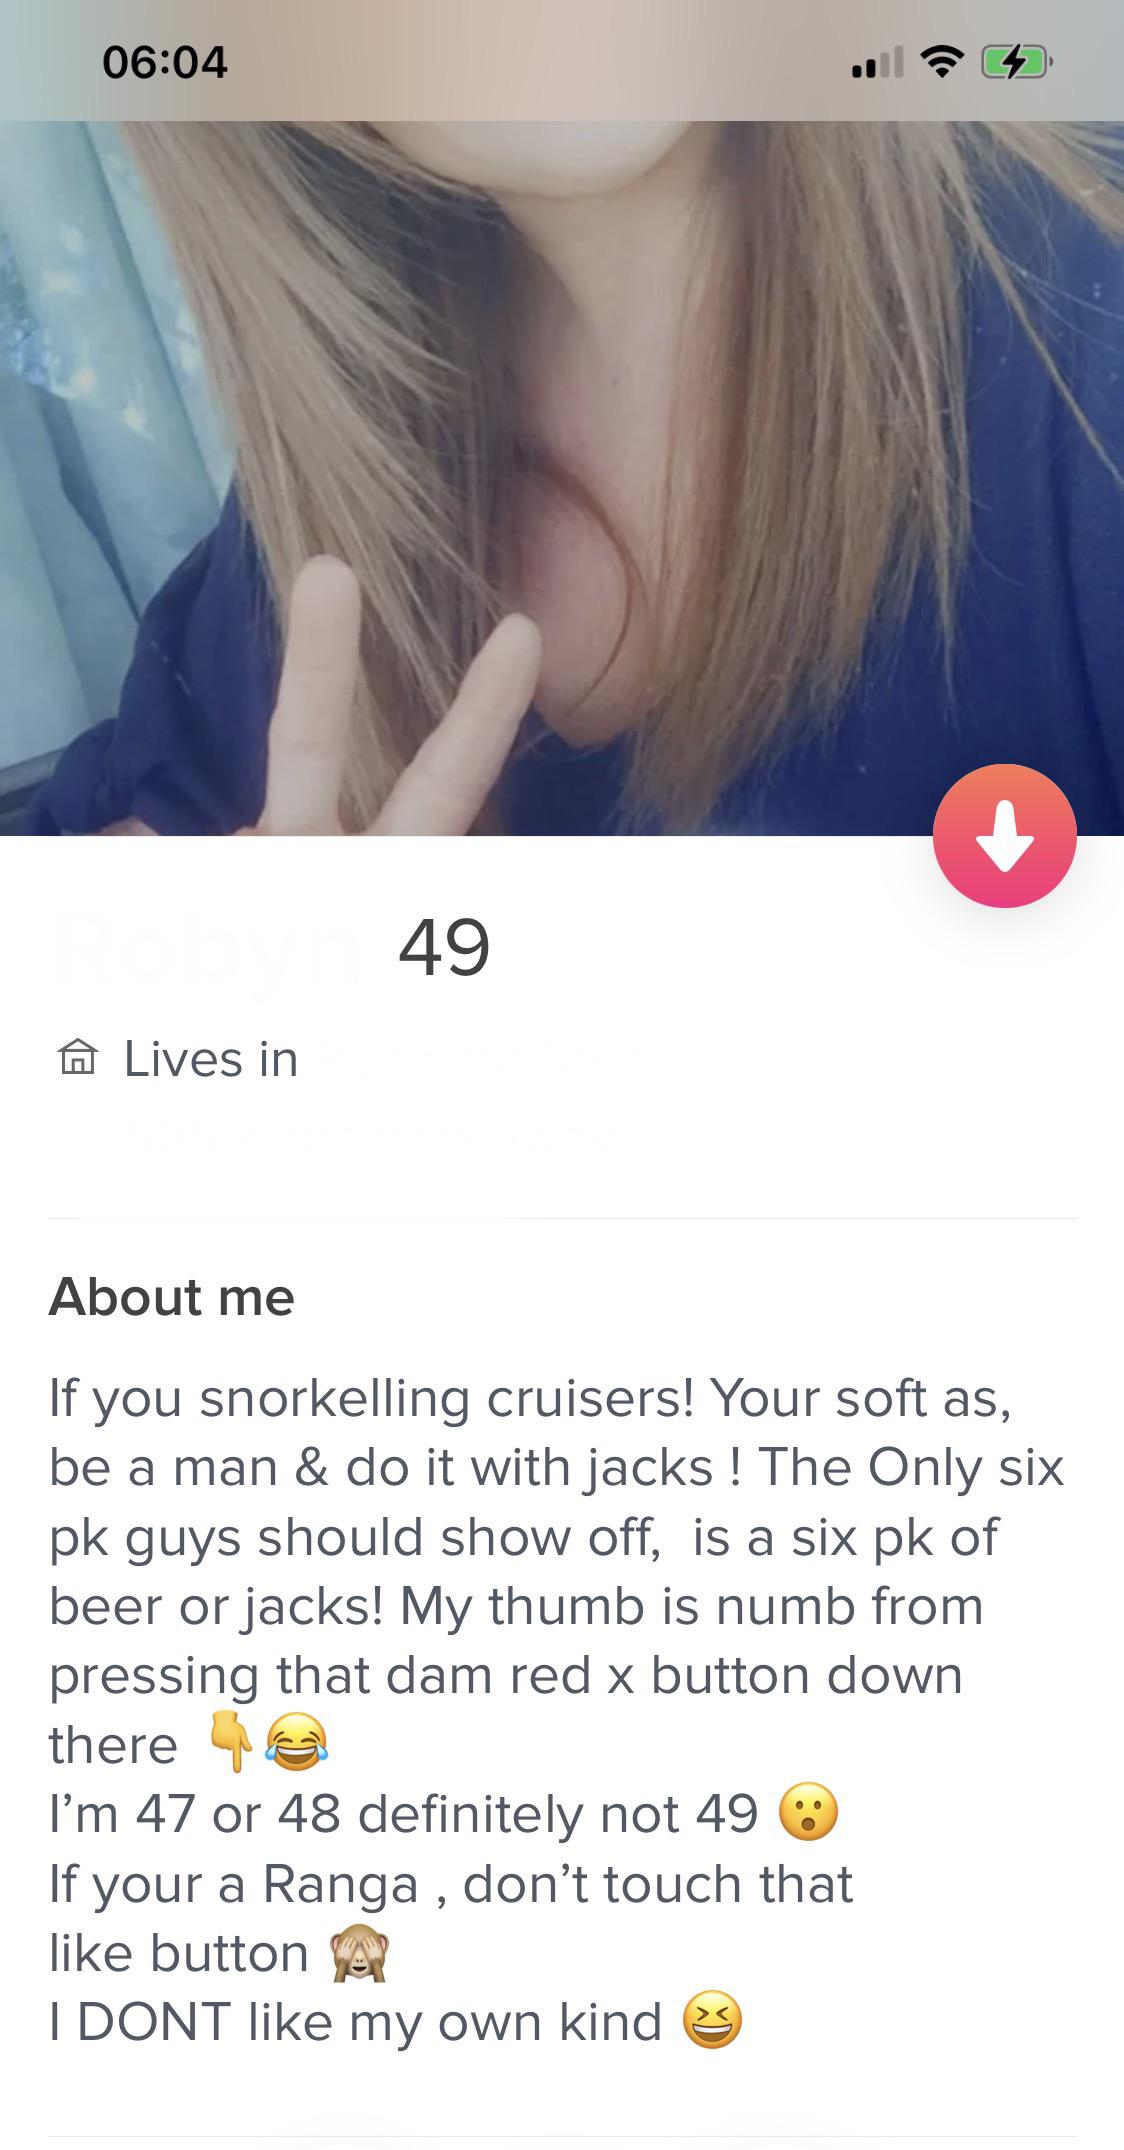 06:04
49
Lives in
About me
If you snorkelling cruisers! Your soft as,
be a man & do it with jacks ! The Only six
pk guys should show off,  is a six pk of
beer or jacks! My thumb is numb from
pressing that dam red x button down
there 👇😂
I’m 47 or 48 definitely not 49 😮
If your a Ranga , don’t touch that
like button 🙈
I DONT like my own kind 😆